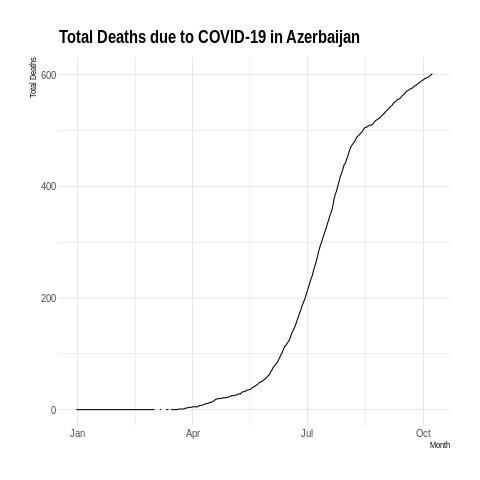 Total Deaths due to COVID-19 in Azerbaijan
Total Deaths
600
400
200
0
Jan Apr Jul Oct
Month